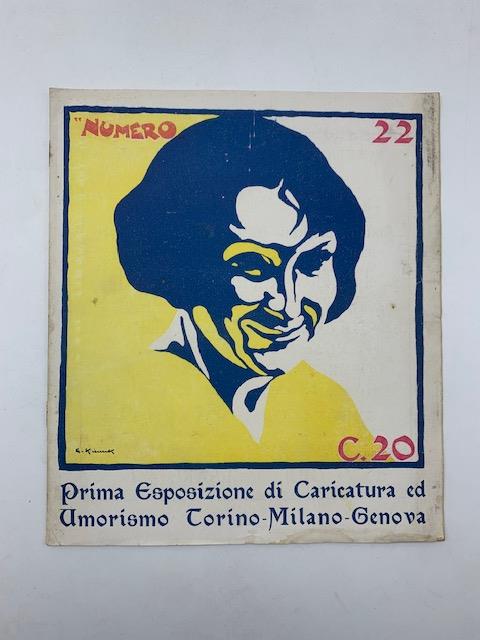 "NUMERO 22
C. 20
Prima Esposizione di Caricatura ed
Umorismo Torino-Milano-Genova